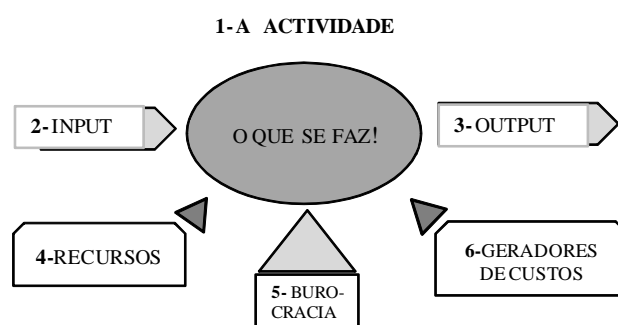 1-A ACTIVIDADE
2-INPUT
O QUE SE FAZ!
3-OUTPUT
4-RECURSOS
5- BURO-
CRACIA
6-GERADORES
DE CUSTOS